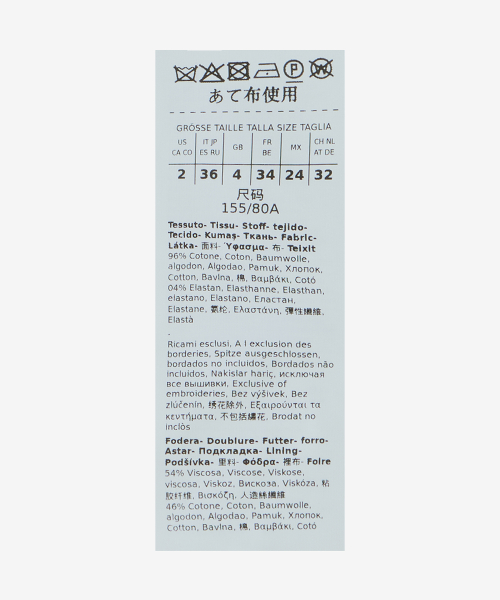 あて布使用
GRÖSSE TAILLE TALLA SIZE TAGLIA
US CA CO | IT JP ES RU | GB | FR BE | MX | CH NL AT DE
2 | 36 | 4 | 34 | 24 | 32
尺码
155/80A
Tessuto- Tissu- Stoff- tejido-
Tecido- Kumaş- Ткань- Fabric-
Látka- 面料- Ύφασμα- 布- Teixit
96% Cotone, Coton, Baumwolle,
algodon, Algodao, Pamuk, Хлопок,
Cotton, Bavlna, 棉, Βαμβάκι, Cotó
04% Elastan, Elasthanne, Elasthan,
elastano, Elastano, Еластан,
Elastane, 氨纶, Ελαστάνη, 彈性纖維,
Elastà
-
Ricami esclusi, A l exclusion des
borderies, Spitze ausgeschlossen,
bordados no incluidos, Bordados não
incluidos, Nakislar hariç, исключая
все вышивки, Exclusive of
embroideries, Bez výšivek, Bez
zlúčenín, 绣花除外, Εξαιρούνται τα
κεντήματα, 不包括繡花, Brodat no
inclòs
Fodera- Doublure- Futter- forro-
Astar- Подкладка- Lining-
Podšívka- 里料- Φόδρα- 裡布- Folre
54% Viscosa, Viscose, Viskose,
viscosa, Viskoz, Вискоза, Viskóza, 粘
胶纤维, Βισκόζη, 人造絲纖維
46% Cotone, Coton, Baumwolle,
algodon, Algodao, Pamuk, Хлопок,
Cotton, Bavlna, 棉, Βαμβάκι, Cotó